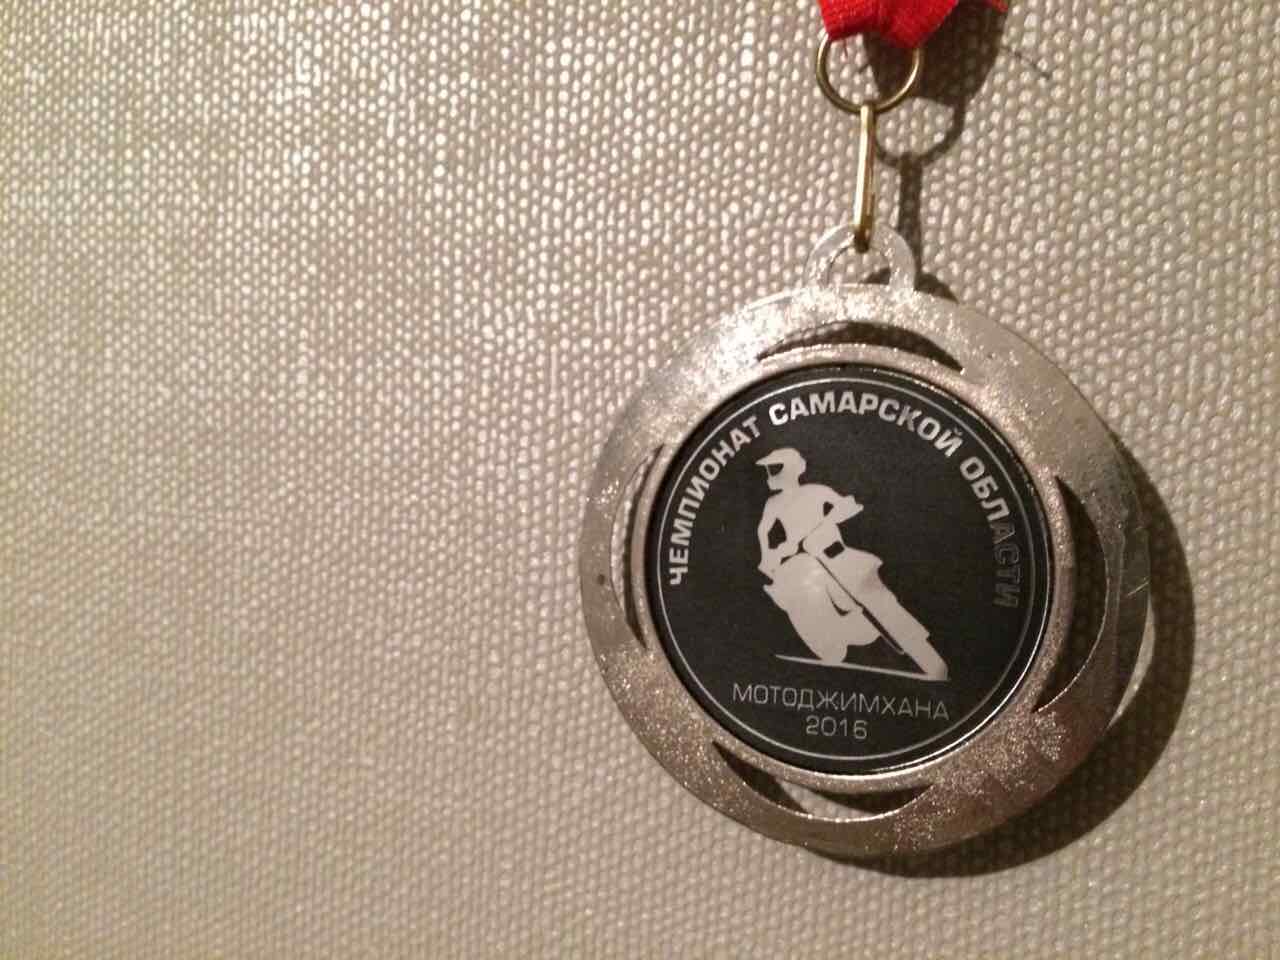 ЧЕМПИОНАТ САМАРСКОЙ ОБЛАСТИ
МОТОДЖИМХАНА
2016